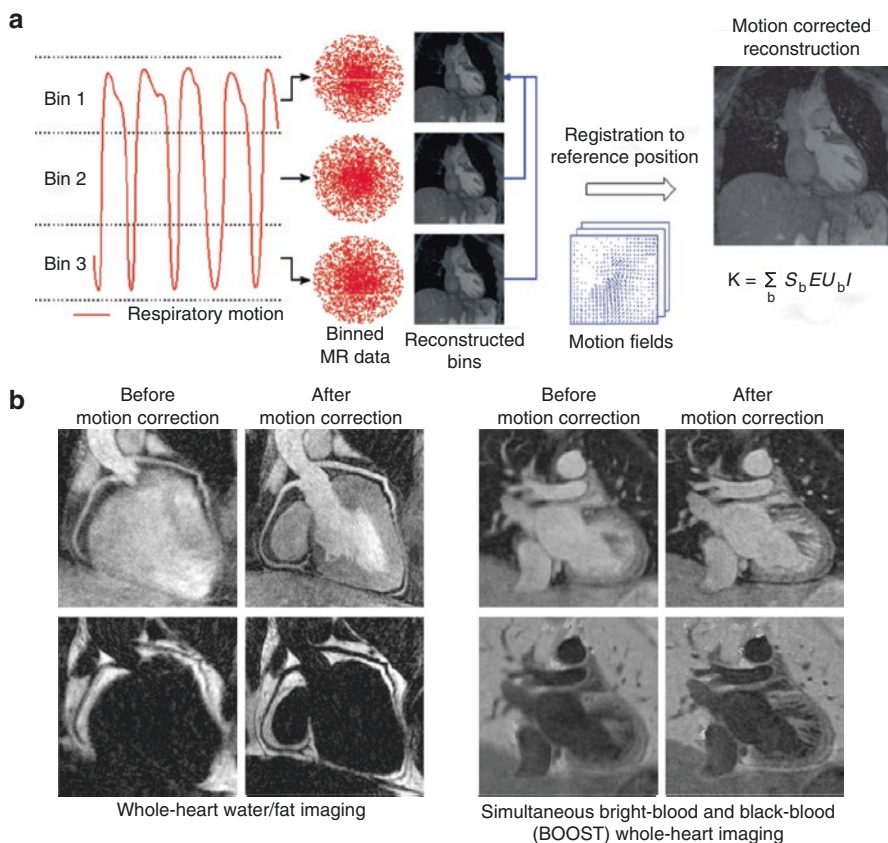 a
Bin 1
Bin 2
Bin 3
Respiratory motion
Binned
MR data
Reconstructed
bins
Registration to
reference position
Motion fields
Motion corrected
reconstruction
K = ∑ S_b E U_b I
b
b
Before
motion correction
After
motion correction
Before
motion correction
After
motion correction
Whole-heart water/fat imaging
Simultaneous bright-blood and black-blood
(BOOST) whole-heart imaging